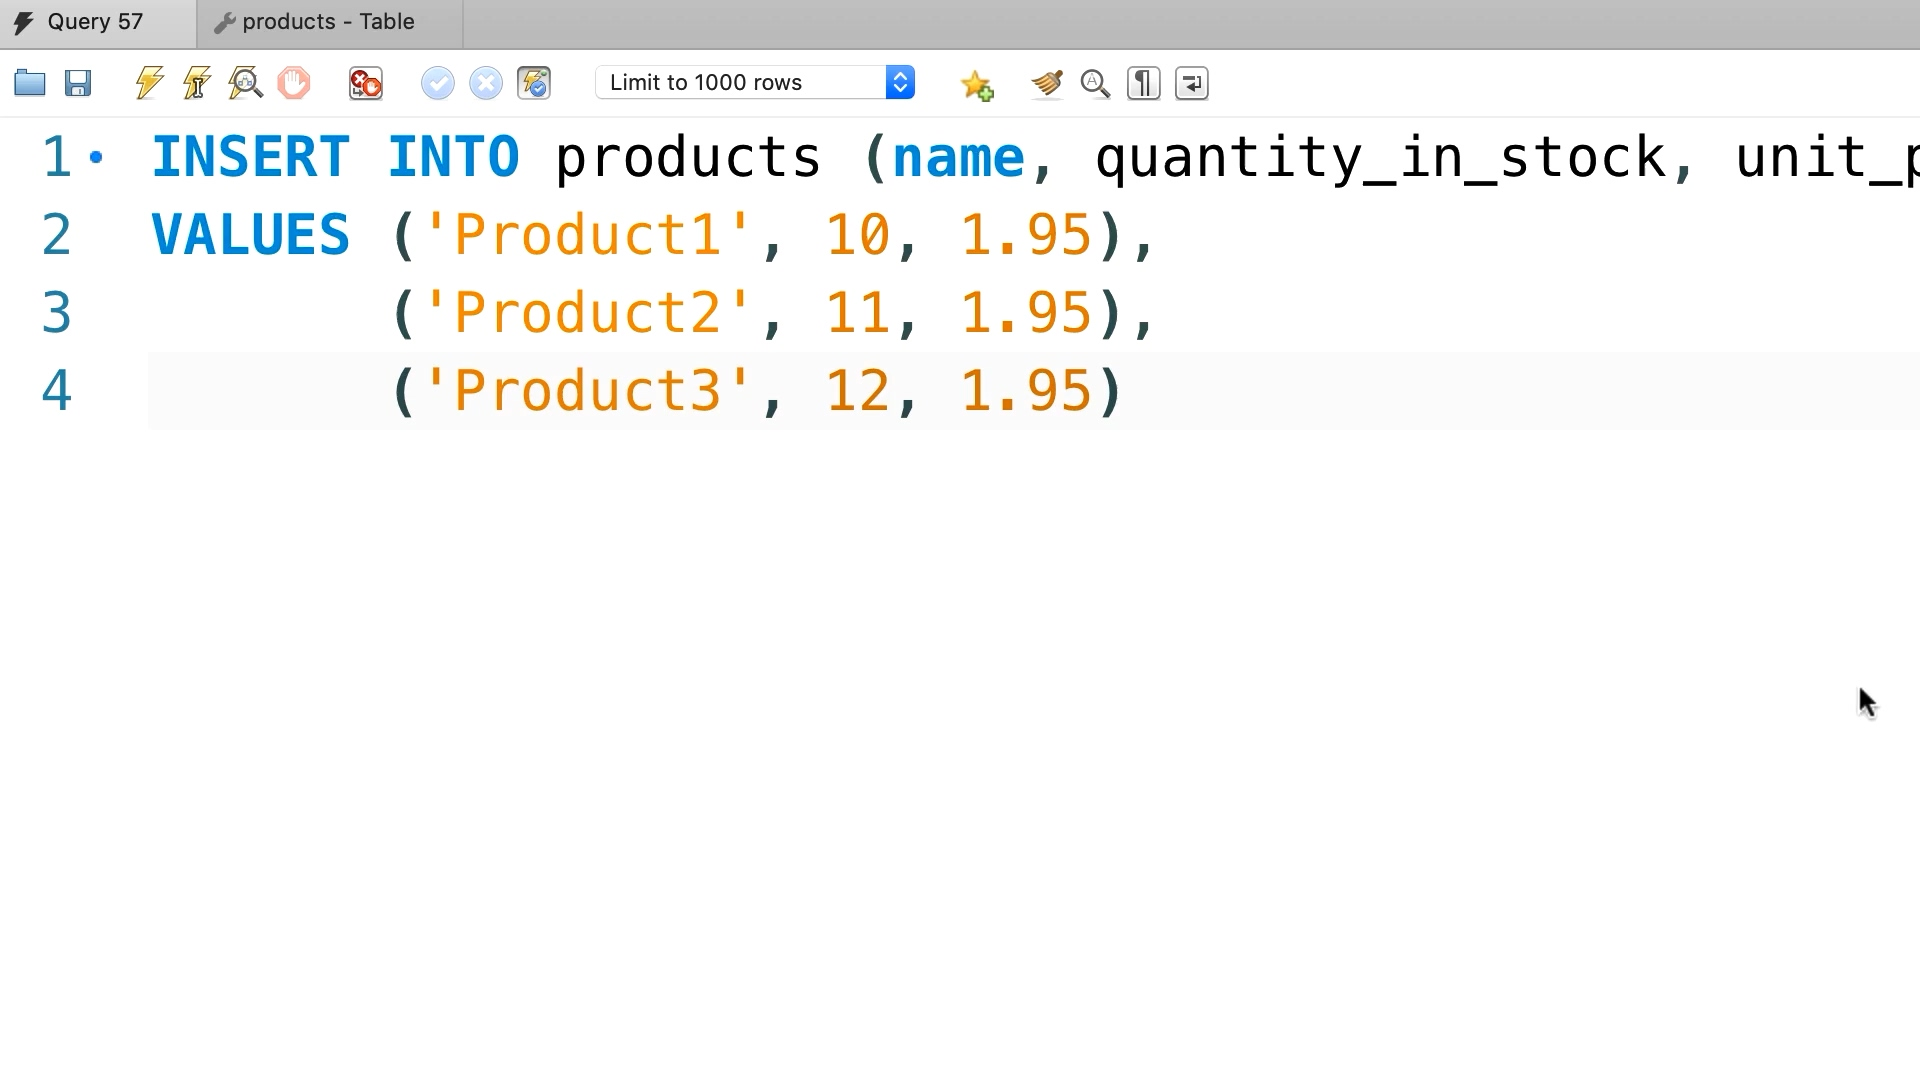 Query 57
products - Table
Limit to 1000 rows
1 INSERT INTO products (name, quantity_in_stock, unit_p
2 VALUES ('Product1', 10, 1.95),
3 ('Product2', 11, 1.95),
4 ('Product3', 12, 1.95)